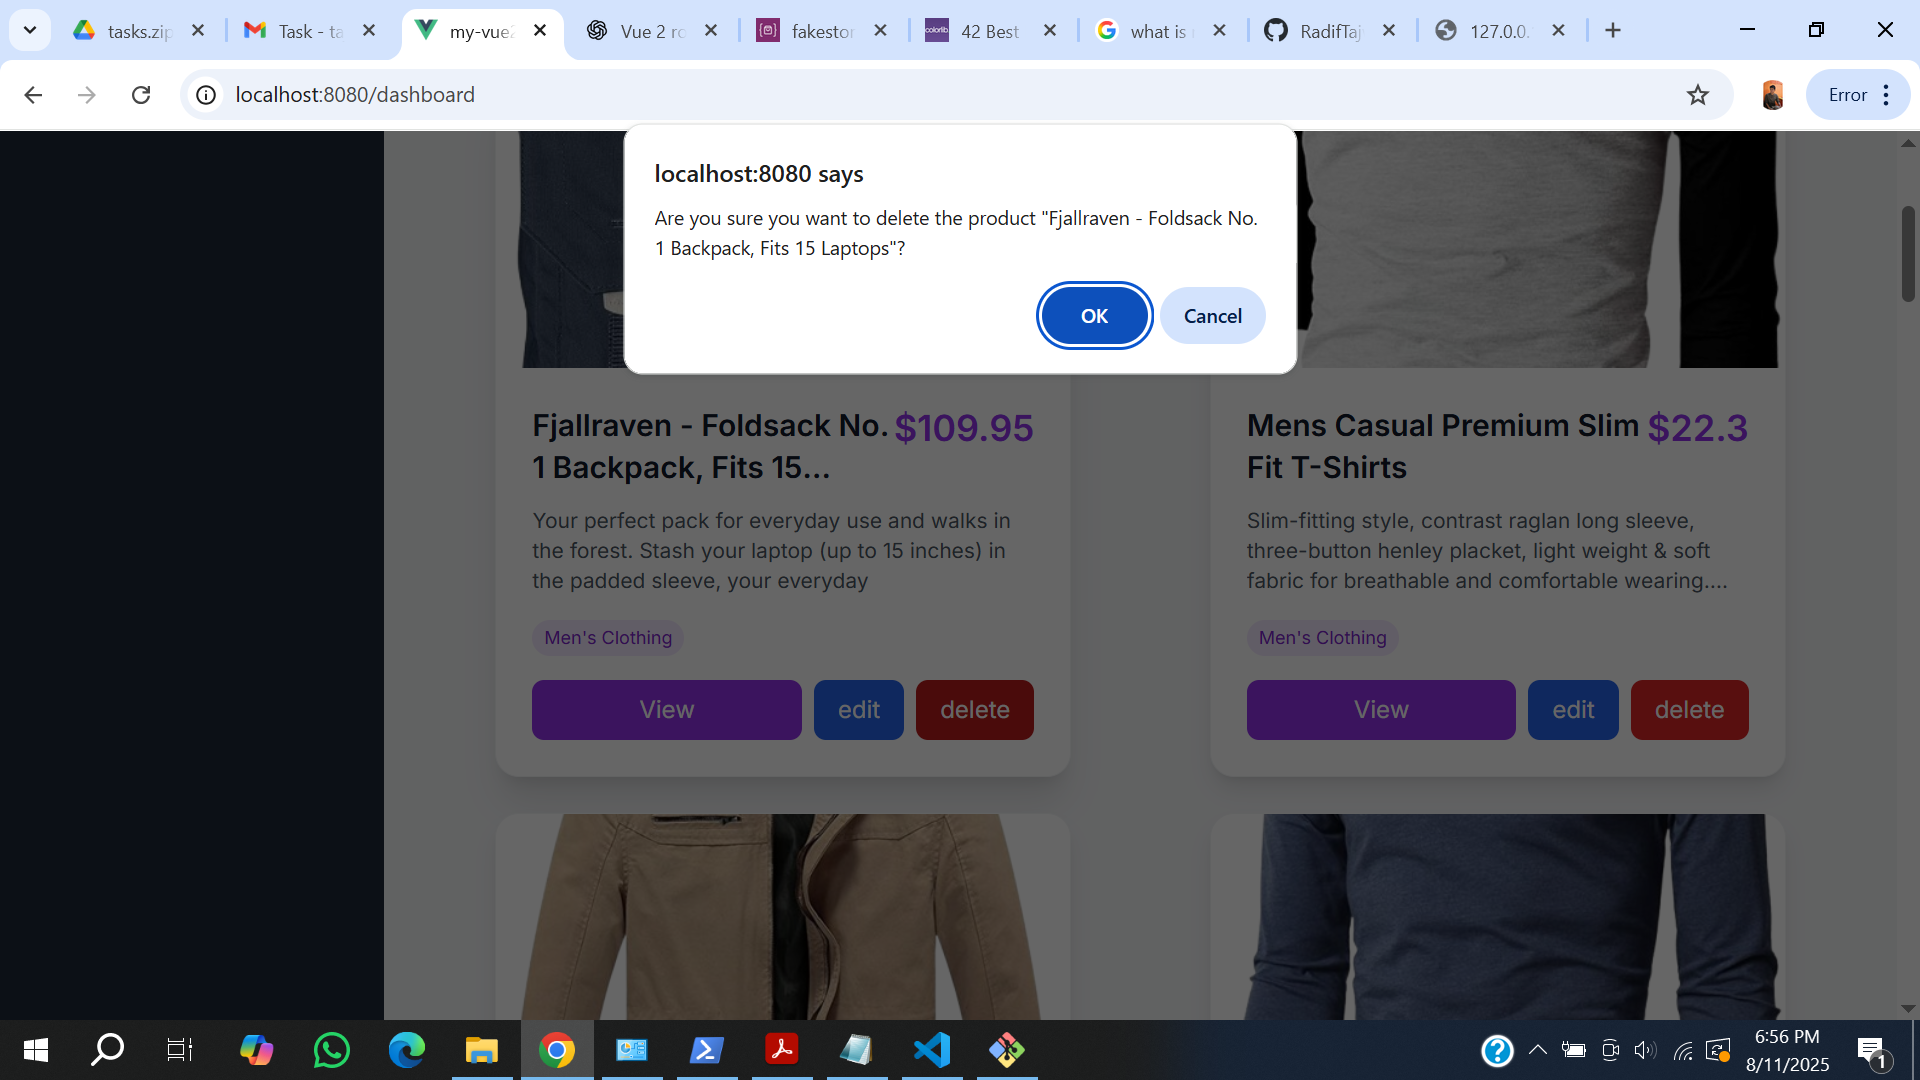 tasks.zip
Task - ta
my-vue2
Vue 2 ro
fakestor
42 Best
what is
RadifTaj
127.0.0.
localhost:8080/dashboard
Error
localhost:8080 says
Are you sure you want to delete the product "Fjallraven - Foldsack No.
1 Backpack, Fits 15 Laptops"?
OK
Cancel
Fjallraven - Foldsack No.
1 Backpack, Fits 15...
$109.95
Your perfect pack for everyday use and walks in
the forest. Stash your laptop (up to 15 inches) in
the padded sleeve, your everyday
Men's Clothing
View
edit
delete
Mens Casual Premium Slim
Fit T-Shirts
$22.3
Slim-fitting style, contrast raglan long sleeve,
three-button henley placket, light weight & soft
fabric for breathable and comfortable wearing....
Men's Clothing
View
edit
delete
6:56 PM
8/11/2025
1